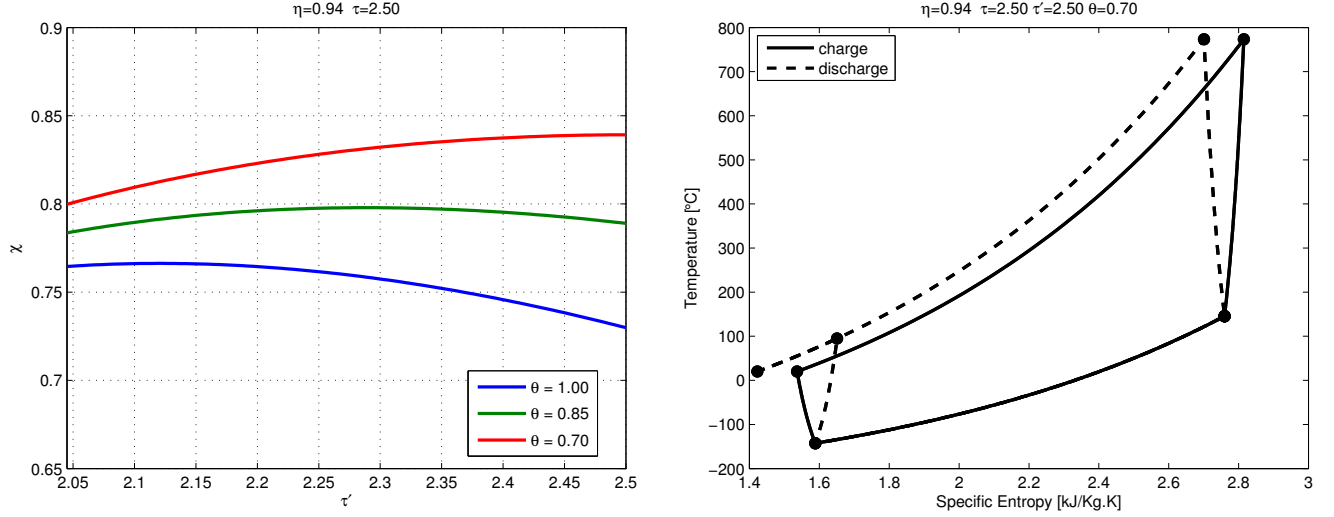 η=0.94 τ=2.50
0.9
0.85
0.8
0.75
0.7
0.65
χ
2.05 2.1 2.15 2.2 2.25 2.3 2.35 2.4 2.45 2.5
τ′
θ = 1.00
θ = 0.85
θ = 0.70
η=0.94 τ=2.50 τ′=2.50 θ=0.70
800
700
600
500
400
300
200
100
0
−100
−200
Temperature [°C]
1.4 1.6 1.8 2 2.2 2.4 2.6 2.8 3
Specific Entropy [kJ/Kg.K]
charge
discharge